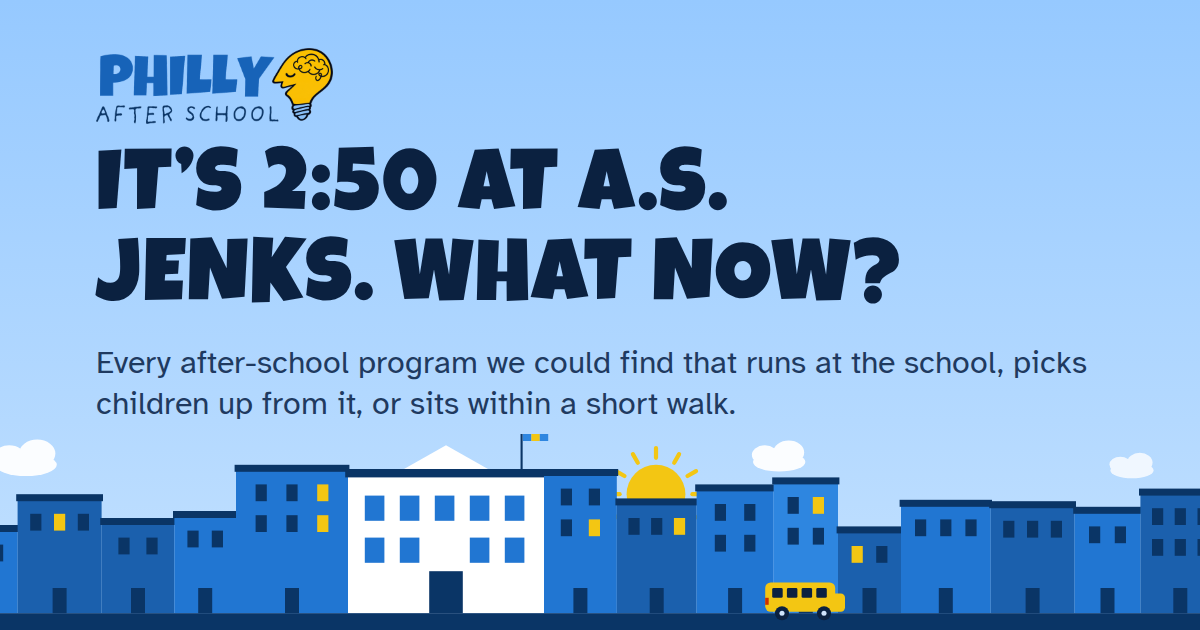 PHILLY
AFTER SCHOOL
IT’S 2:50 AT A.S.
JENKS. WHAT NOW?
Every after-school program we could find that runs at the school, picks
children up from it, or sits within a short walk.